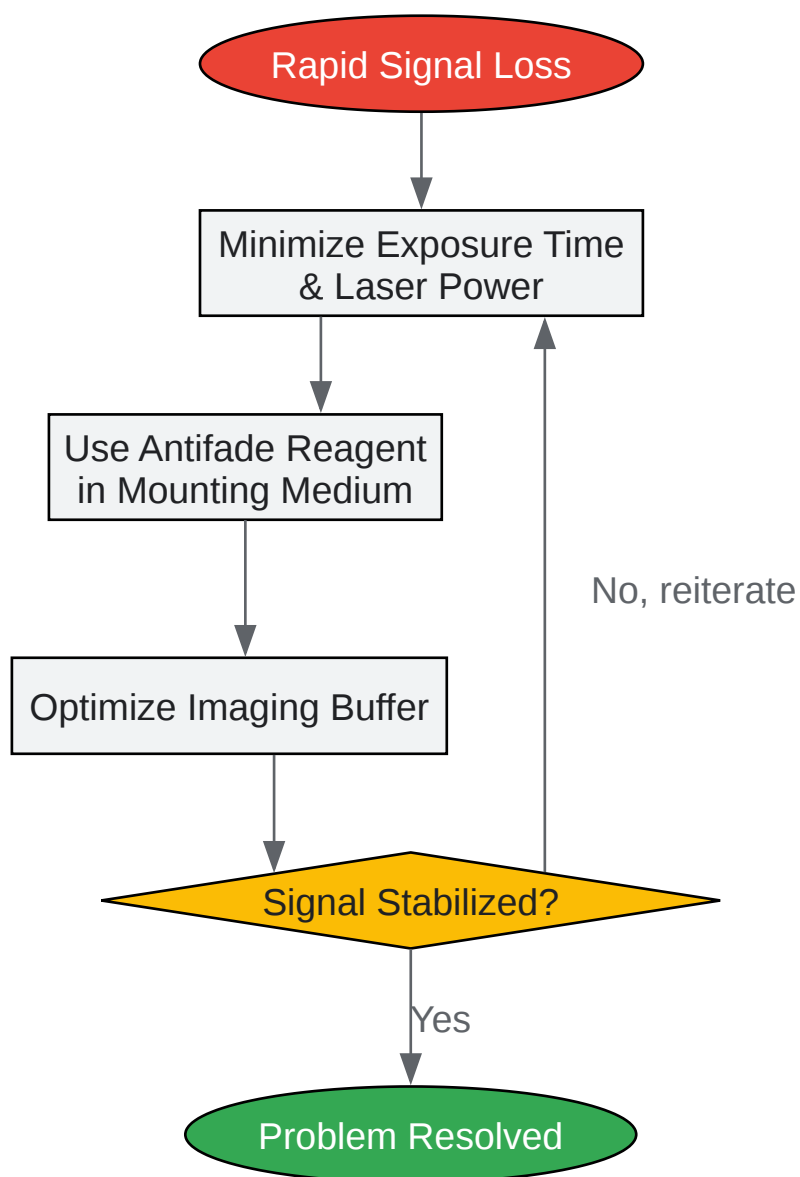 Rapid Signal Loss
Minimize Exposure Time
& Laser Power
Use Antifade Reagent
in Mounting Medium
No, reiterate
Optimize Imaging Buffer
Signal Stabilized?
Yes
Problem Resolved